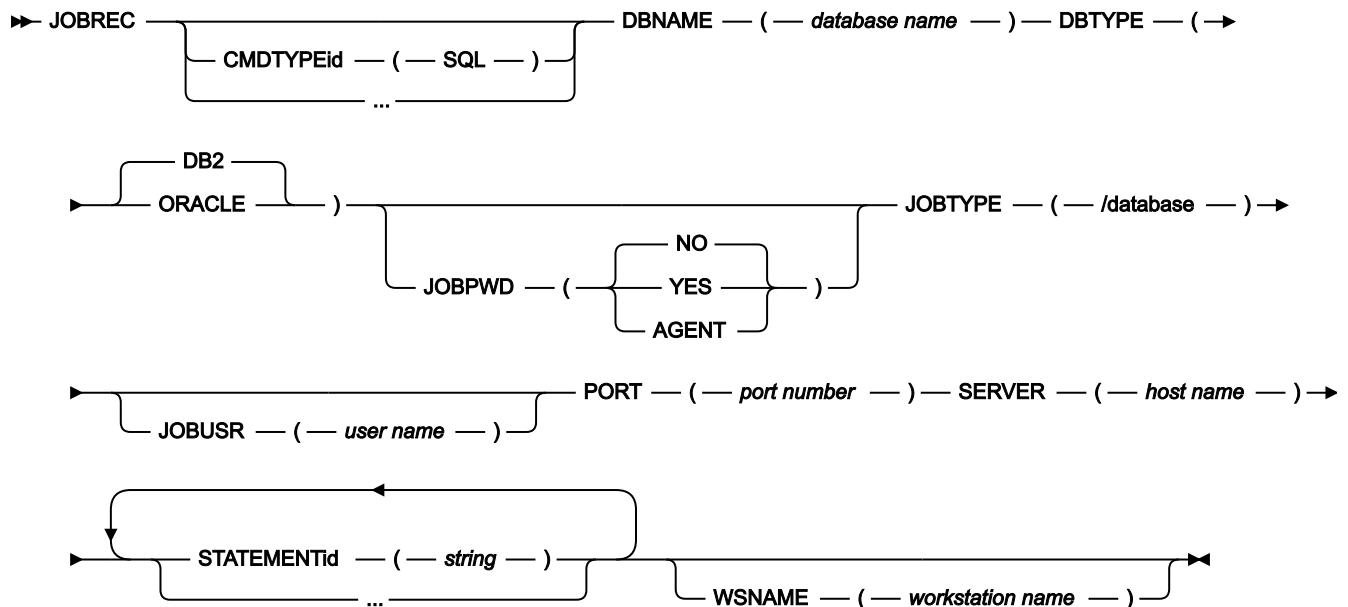 JOBREC CMDTYPEid ( SQL ) ... DBNAME ( database name ) DBTYPE (
DB2
ORACLE )
JOBPWD (
NO
YES
AGENT
)
JOBTYPE ( /database )
JOBUSR ( user name )
PORT ( port number ) SERVER ( host name )
STATEMENTid ( string )
...
WSNAME ( workstation name )